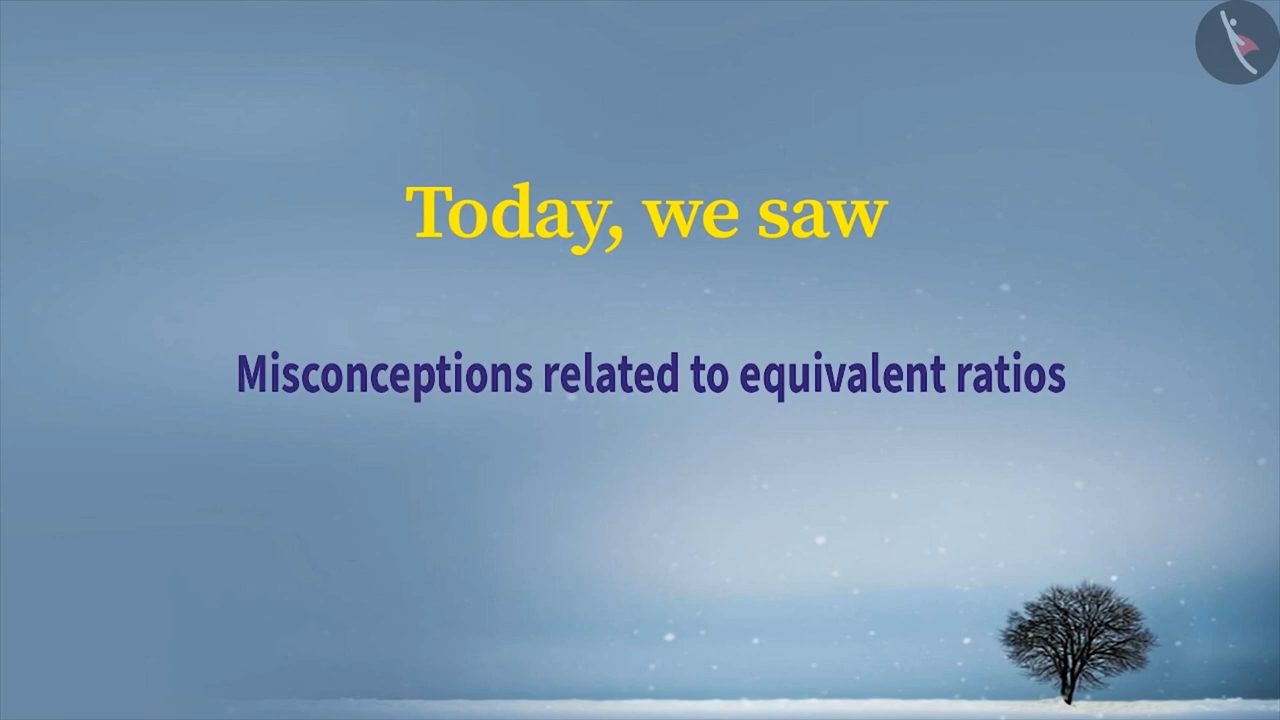 Today, we saw
Misconceptions related to equivalent ratios